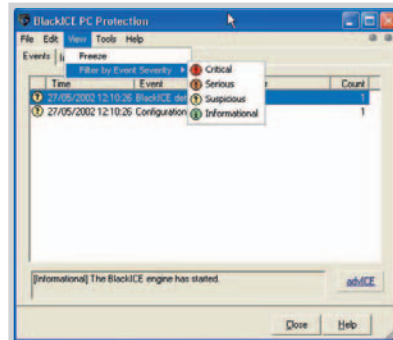 BlackICE PC Protection
File Edit View Tools Help
Events
Freeze
Filter by Event Severity
Critical
Serious
Suspicious
Informational
Time Event Count
27/05/2002 12:10:26 BlackICE det 1
27/05/2002 12:10:26 Configuration 1
[Informational] The BlackICE engine has started.
advICE
Close Help